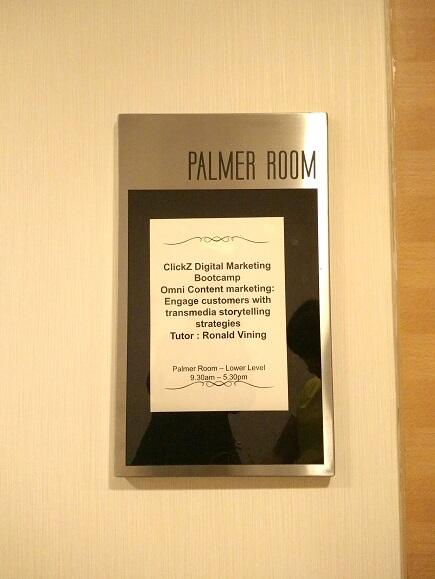 PALMER ROOM
ClickZ Digital Marketing
Bootcamp
Omni Content marketing:
Engage customers with
transmedia storytelling
strategies
Tutor : Ronald Vining
Palmer Room – Lower Level
9.30am – 5.30pm